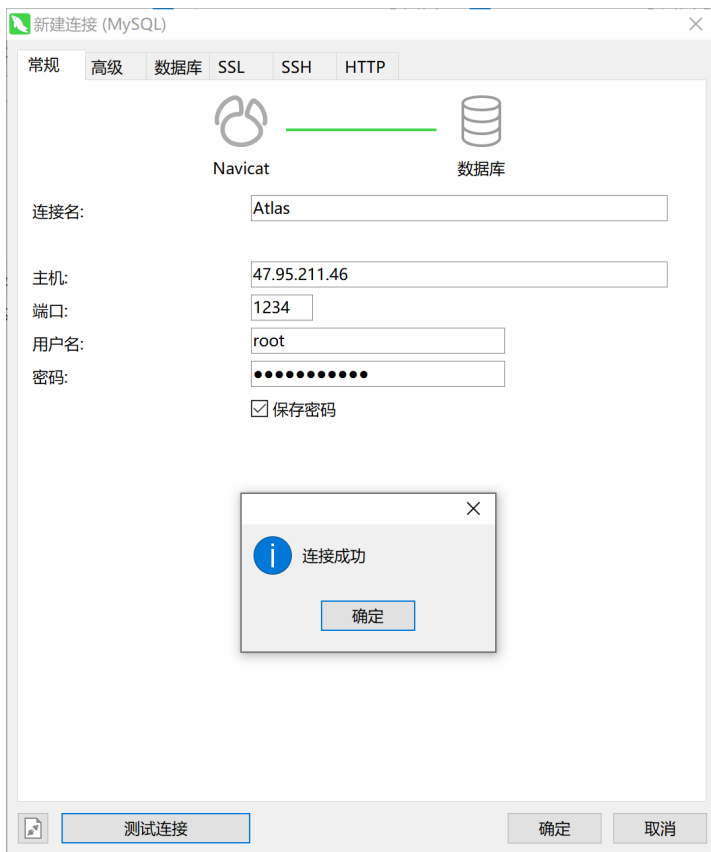 新建连接 (MySQL)
常规 高级 数据库 SSL SSH HTTP
Navicat 数据库
连接名: Atlas
主机: 47.95.211.46
端口: 1234
用户名: root
密码: ●●●●●●●●●●●
保存密码
连接成功
确定
测试连接 确定 取消